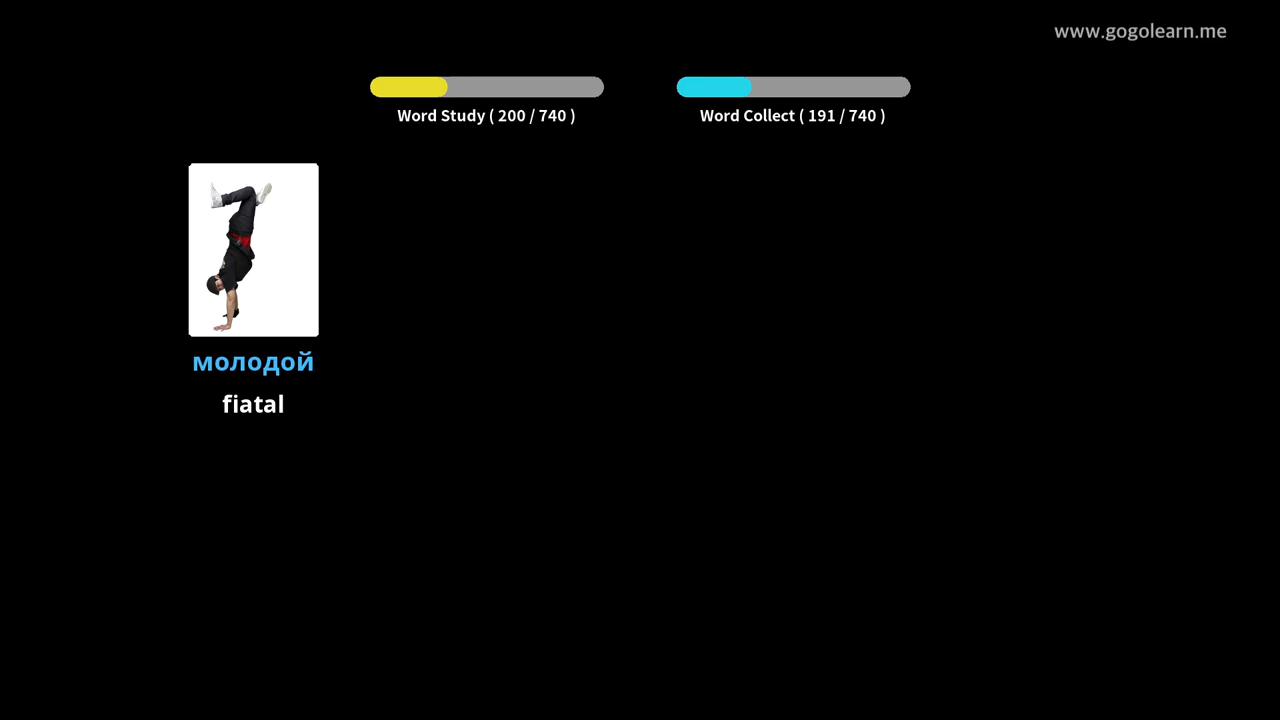 www.gogolearn.me
Word Study ( 200 / 740 )
Word Collect ( 191 / 740 )
молодой
fiatal